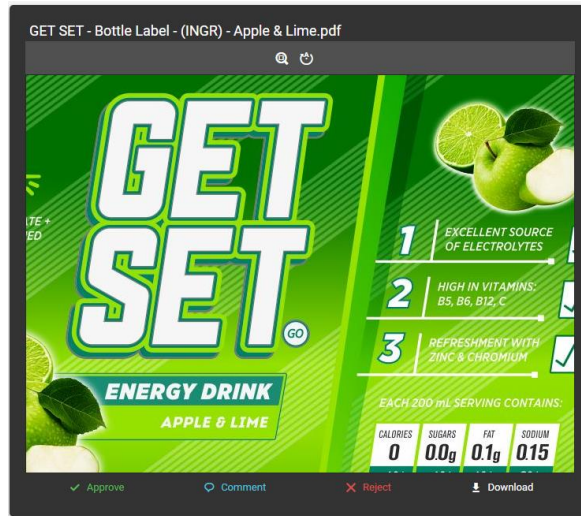 GET SET - Bottle Label - (INGR) - Apple & Lime.pdf
GET
SET
GO
ENERGY DRINK
APPLE & LIME
1
EXCELLENT SOURCE
OF ELECTROLYTES
2
HIGH IN VITAMINS:
B5, B6, B12, C
3
REFRESHMENT WITH
ZINC & CHROMIUM
EACH 200 mL SERVING CONTAINS:
CALORIES
0
SUGARS
0.0g
FAT
0.1g
SODIUM
0.15
Approve
Comment
Reject
Download